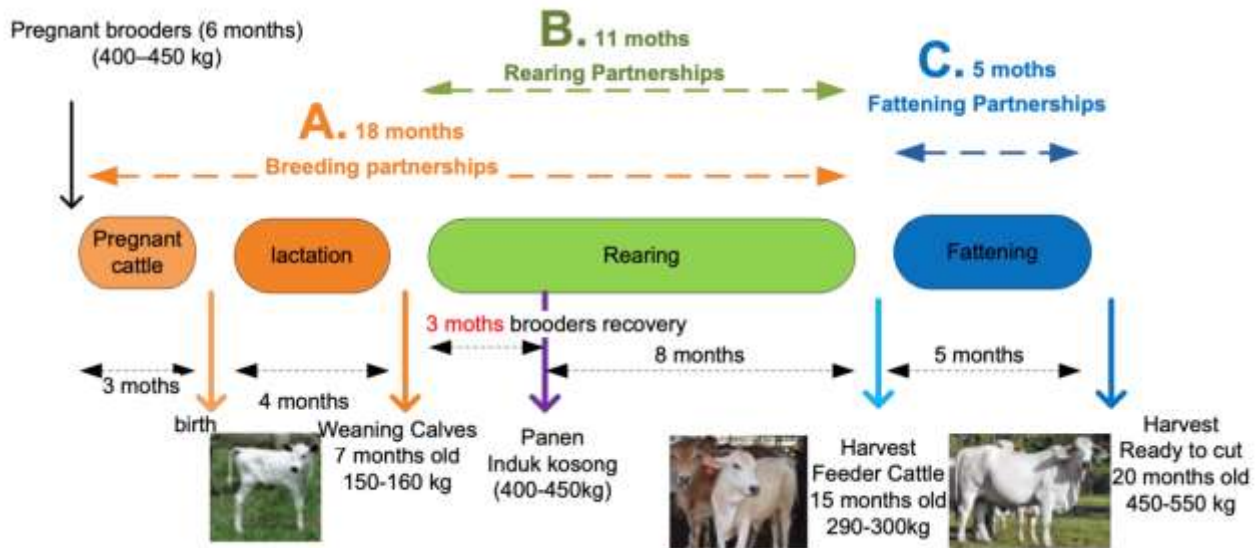 Pregnant brooders (6 months)
(400–450 kg)
A. 18 months
Breeding partnerships
B. 11 moths
Rearing Partnerships
C. 5 moths
Fattening Partnerships
Pregnant
cattle
lactation
Rearing
Fattening
3 moths
birth
4 months
Weaning Calves
7 months old
150-160 kg
3 moths brooders recovery
Panen
Induk kosong
(400-450kg)
8 months
Harvest
Feeder Cattle
15 months old
290-300kg
5 months
Harvest
Ready to cut
20 months old
450-550 kg